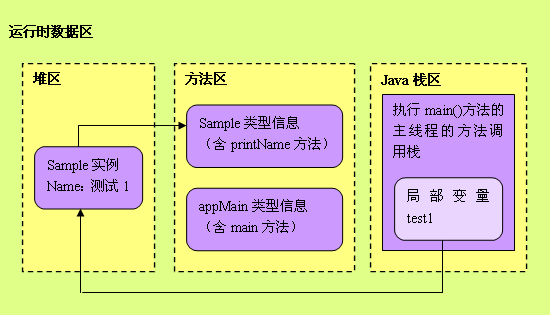 运行时数据区
堆区
Sample 实例
Name：测试 1
方法区
Sample 类型信息
（含 printName 方法）
appMain 类型信息
（含 main 方法）
Java 栈区
执行 main()方法的
主线程的方法调
用栈
局部变量
test1